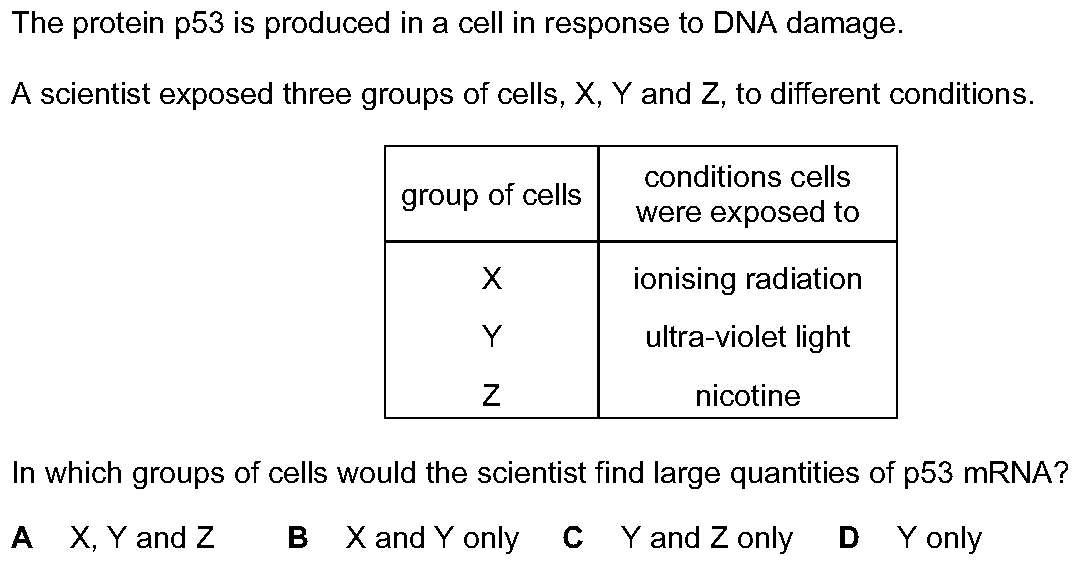 The protein p53 is produced in a cell in response to DNA damage.
A scientist exposed three groups of cells, X, Y and Z, to different conditions.
group of cells conditions cells
were exposed to
X ionising radiation
Y ultra-violet light
Z nicotine
In which groups of cells would the scientist find large quantities of p53 mRNA?
A X, Y and Z B X and Y only C Y and Z only D Y only